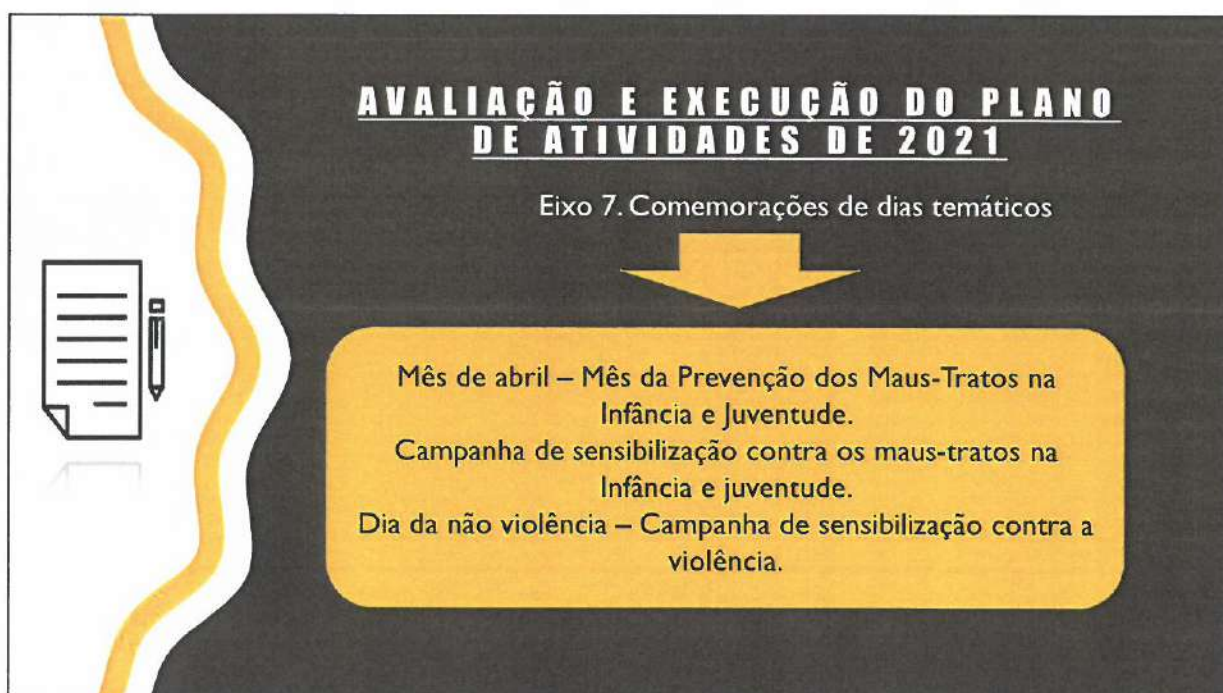 AVALIAÇÃO E EXECUÇÃO DO PLANO
DE ATIVIDADES DE 2021
Eixo 7. Comemorações de dias temáticos
Mês de abril – Mês da Prevenção dos Maus-Tratos na
Infância e Juventude.
Campanha de sensibilização contra os maus-tratos na
Infância e juventude.
Dia da não violência – Campanha de sensibilização contra a
violência.